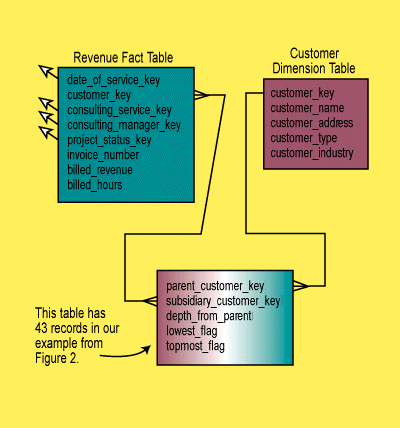 Revenue Fact Table
date_of_service_key
customer_key
consulting_service_key
consulting_manager_key
project_status_key
invoice_number
billed_revenue
billed_hours
Customer
Dimension Table
customer_key
customer_name
customer_address
customer_type
customer_industry
parent_customer_key
subsidiary_customer_key
depth_from_parent
lowest_flag
topmost_flag
This table has
43 records in our
example from
Figure 2.